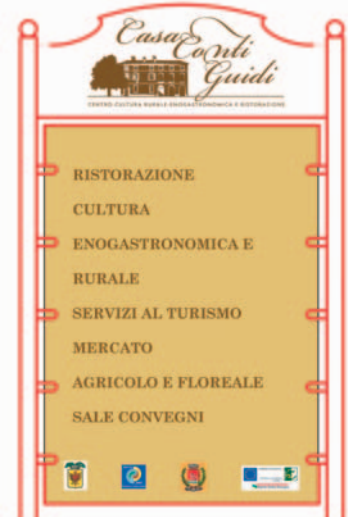 Casa
Conti
Guidi
CENTRO CULTURA RURALE ENOGASTRONOMICA E RISTORAZIONE
RISTORAZIONE
CULTURA
ENOGASTRONOMICA E
RURALE
SERVIZI AL TURISMO
MERCATO
AGRICOLO E FLOREALE
SALE CONVEGNI